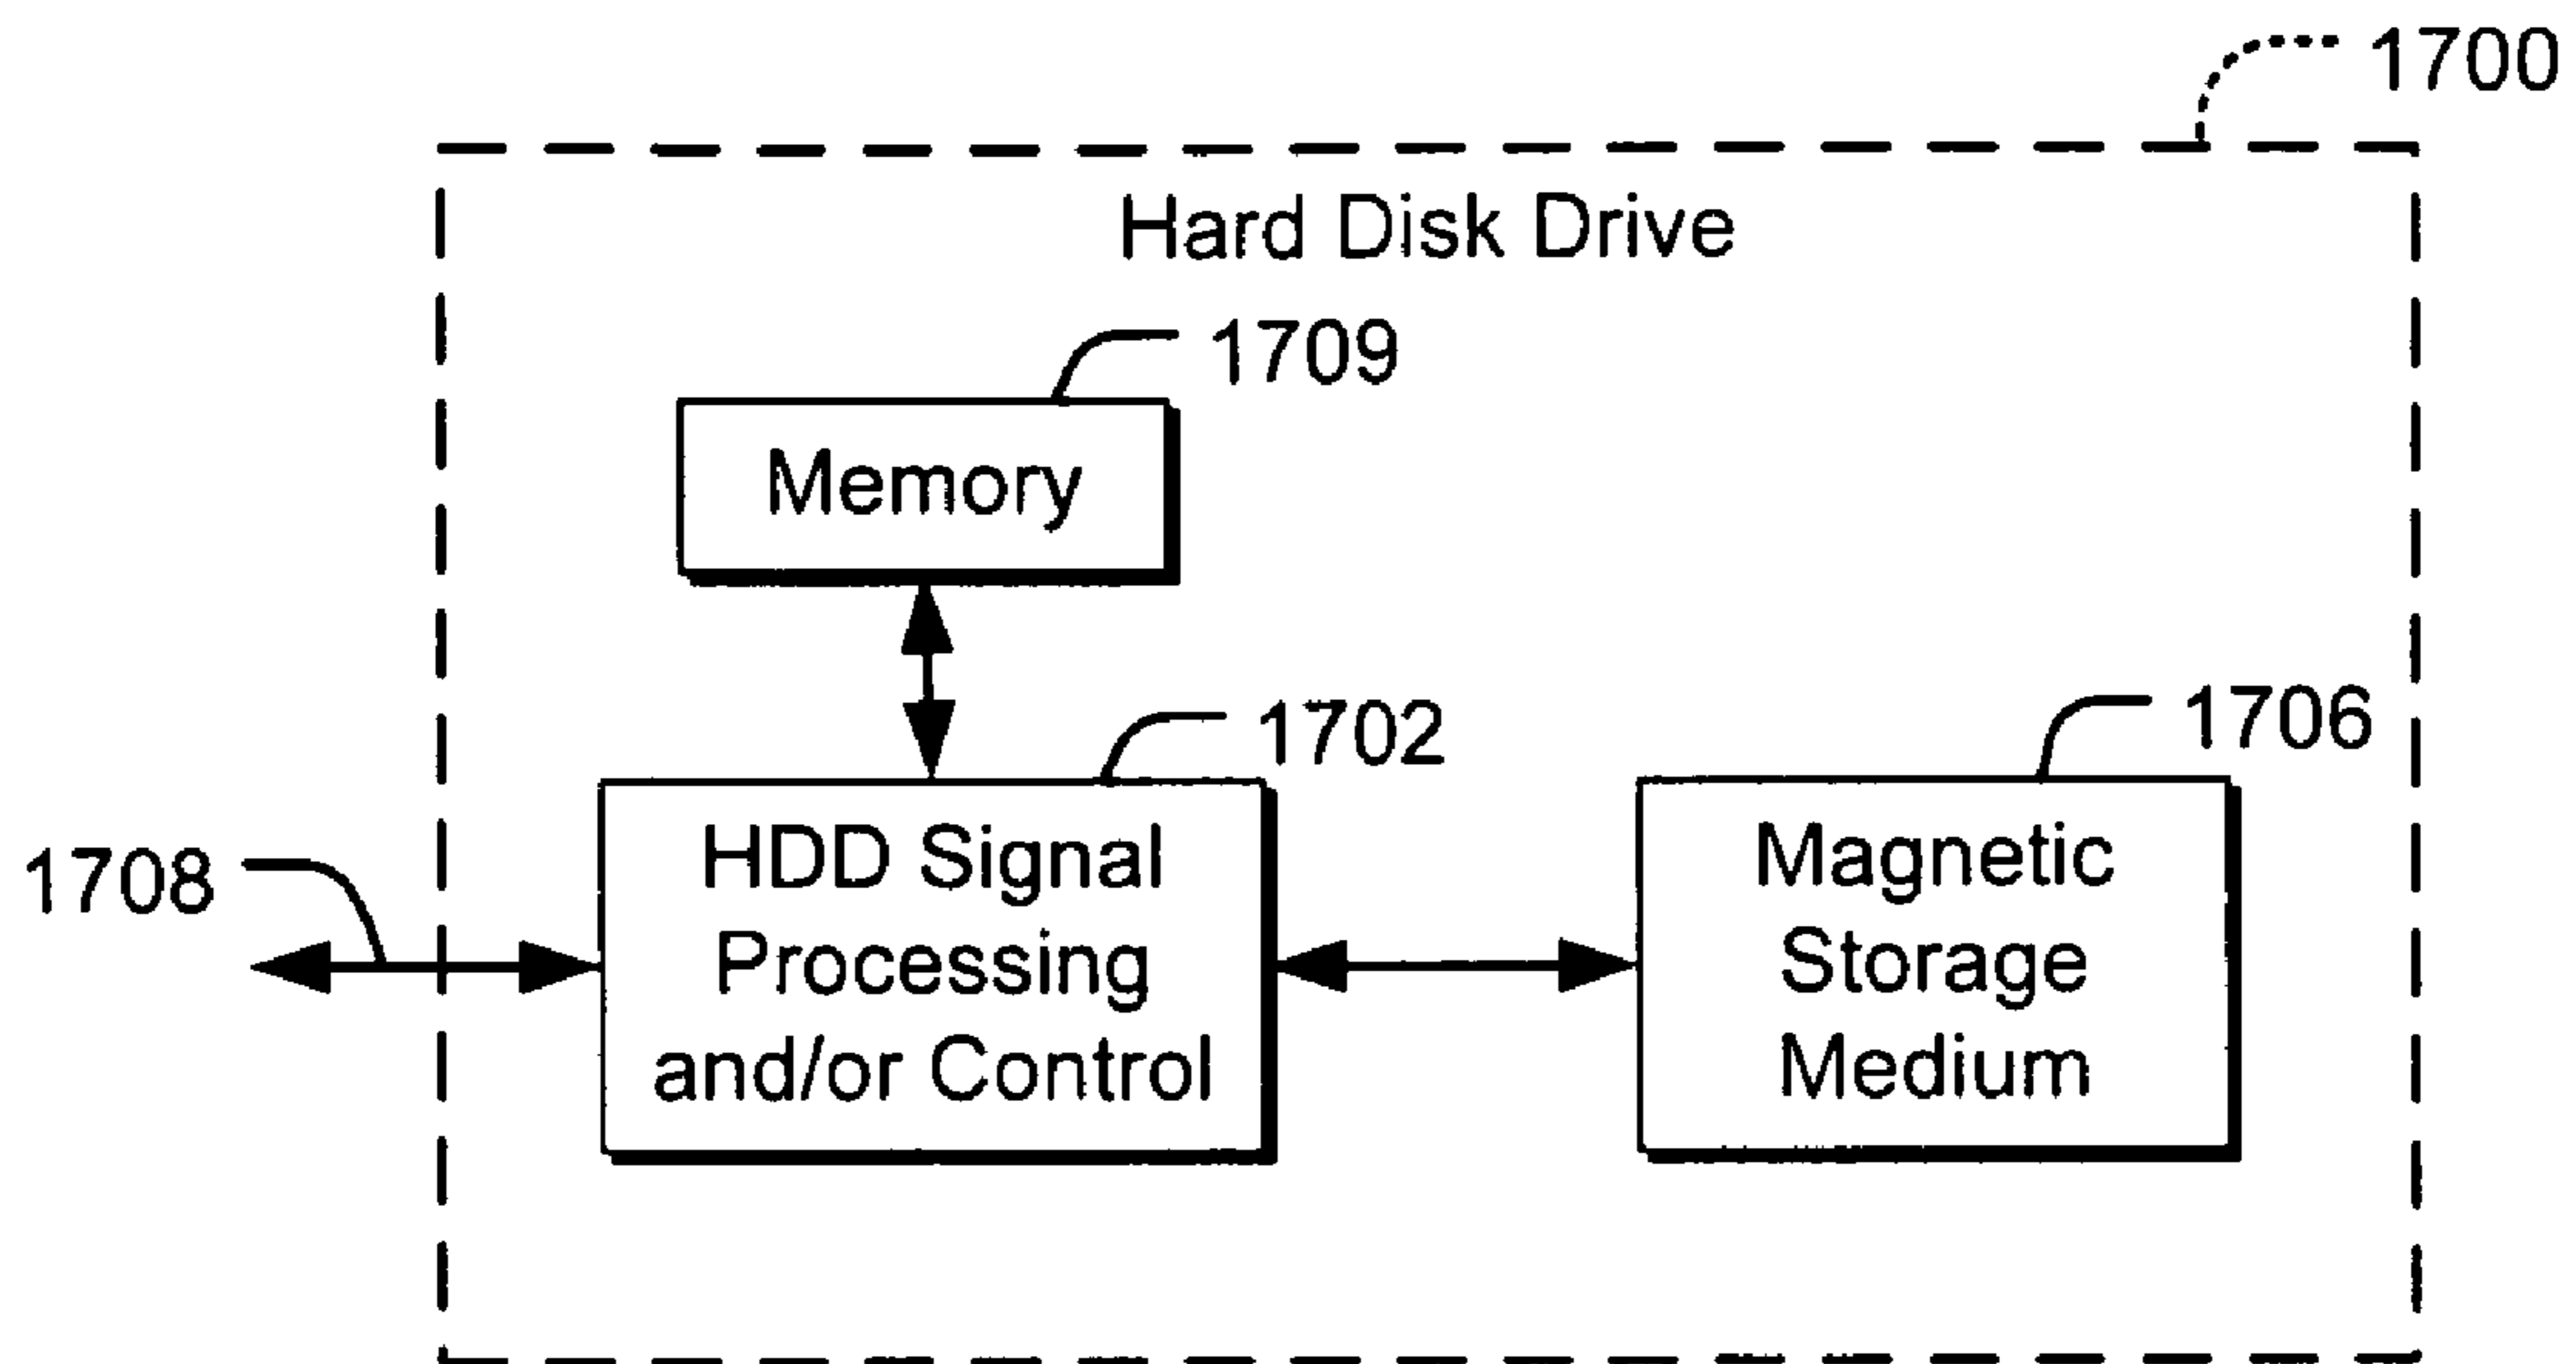 1700
Hard Disk Drive
1709
Memory
1702
1706
1708
HDD Signal
Processing
and/or Control
Magnetic
Storage
Medium